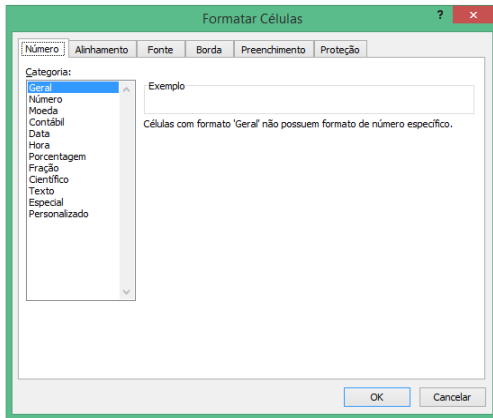 Formatar Células
? ×
Número Alinhamento Fonte Borda Preenchimento Proteção
Categoria:
Geral
Número
Moeda
Contábil
Data
Hora
Porcentagem
Fração
Científico
Texto
Especial
Personalizado
Exemplo
Células com formato 'Geral' não possuem formato de número específico.
OK Cancelar